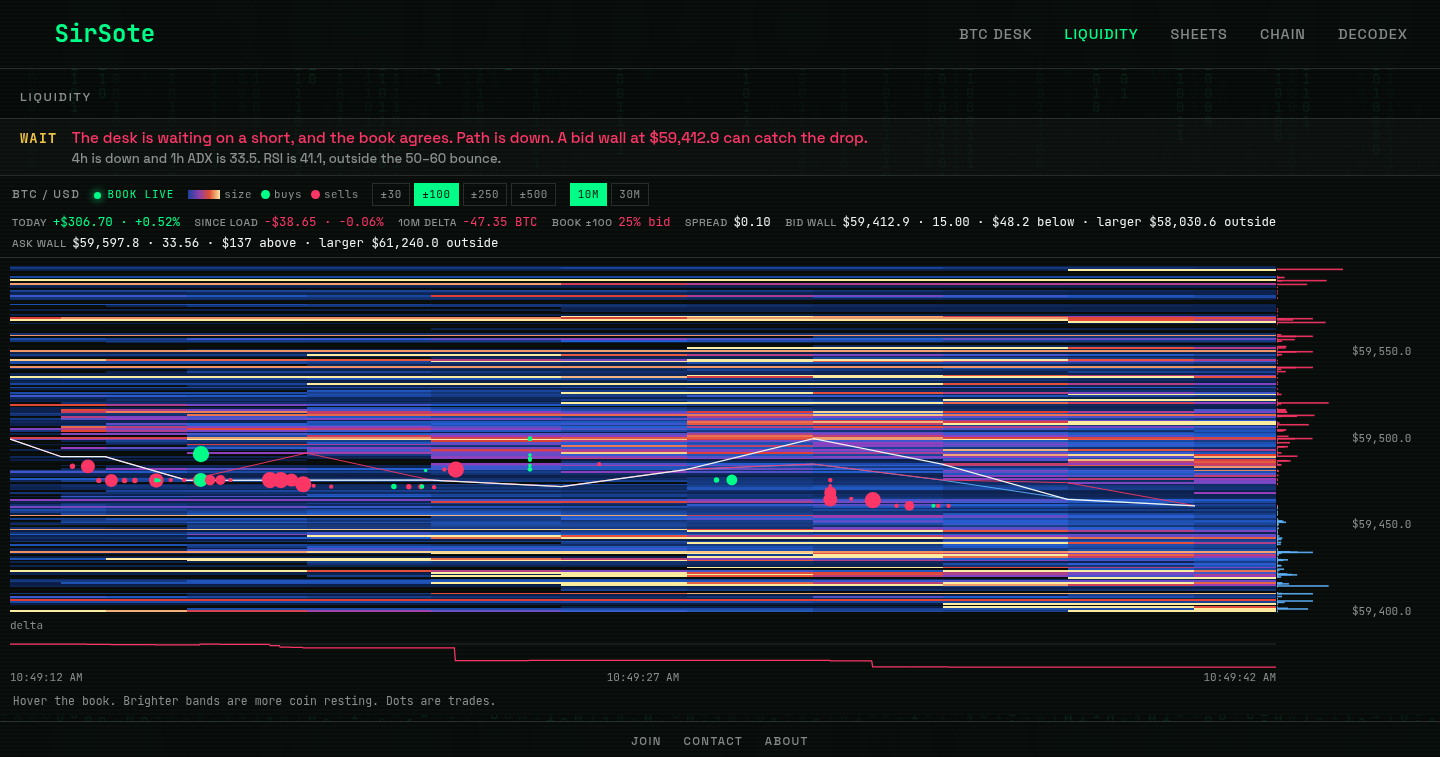 SirSote
BTC DESK LIQUIDITY SHEETS CHAIN DECODEX
LIQUIDITY
WAIT The desk is waiting on a short, and the book agrees. Path is down. A bid wall at $59,412.9 can catch the drop.
4h is down and 1h ADX is 33.5. RSI is 41.1, outside the 50–60 bounce.
BTC / USD BOOK LIVE size buys sells ±30 ±100 ±250 ±500 10M 30M
TODAY +$306.70 · +0.52% SINCE LOAD -$38.65 · -0.06% 10M DELTA -47.35 BTC BOOK ±100 25% bid SPREAD $0.10 BID WALL $59,412.9 · 15.00 · $48.2 below · larger $58,030.6 outside
ASK WALL $59,597.8 · 33.56 · $137 above · larger $61,240.0 outside
$59,550.0
$59,500.0
$59,450.0
$59,400.0
delta
10:49:12 AM 10:49:27 AM 10:49:42 AM
Hover the book. Brighter bands are more coin resting. Dots are trades.
JOIN CONTACT ABOUT